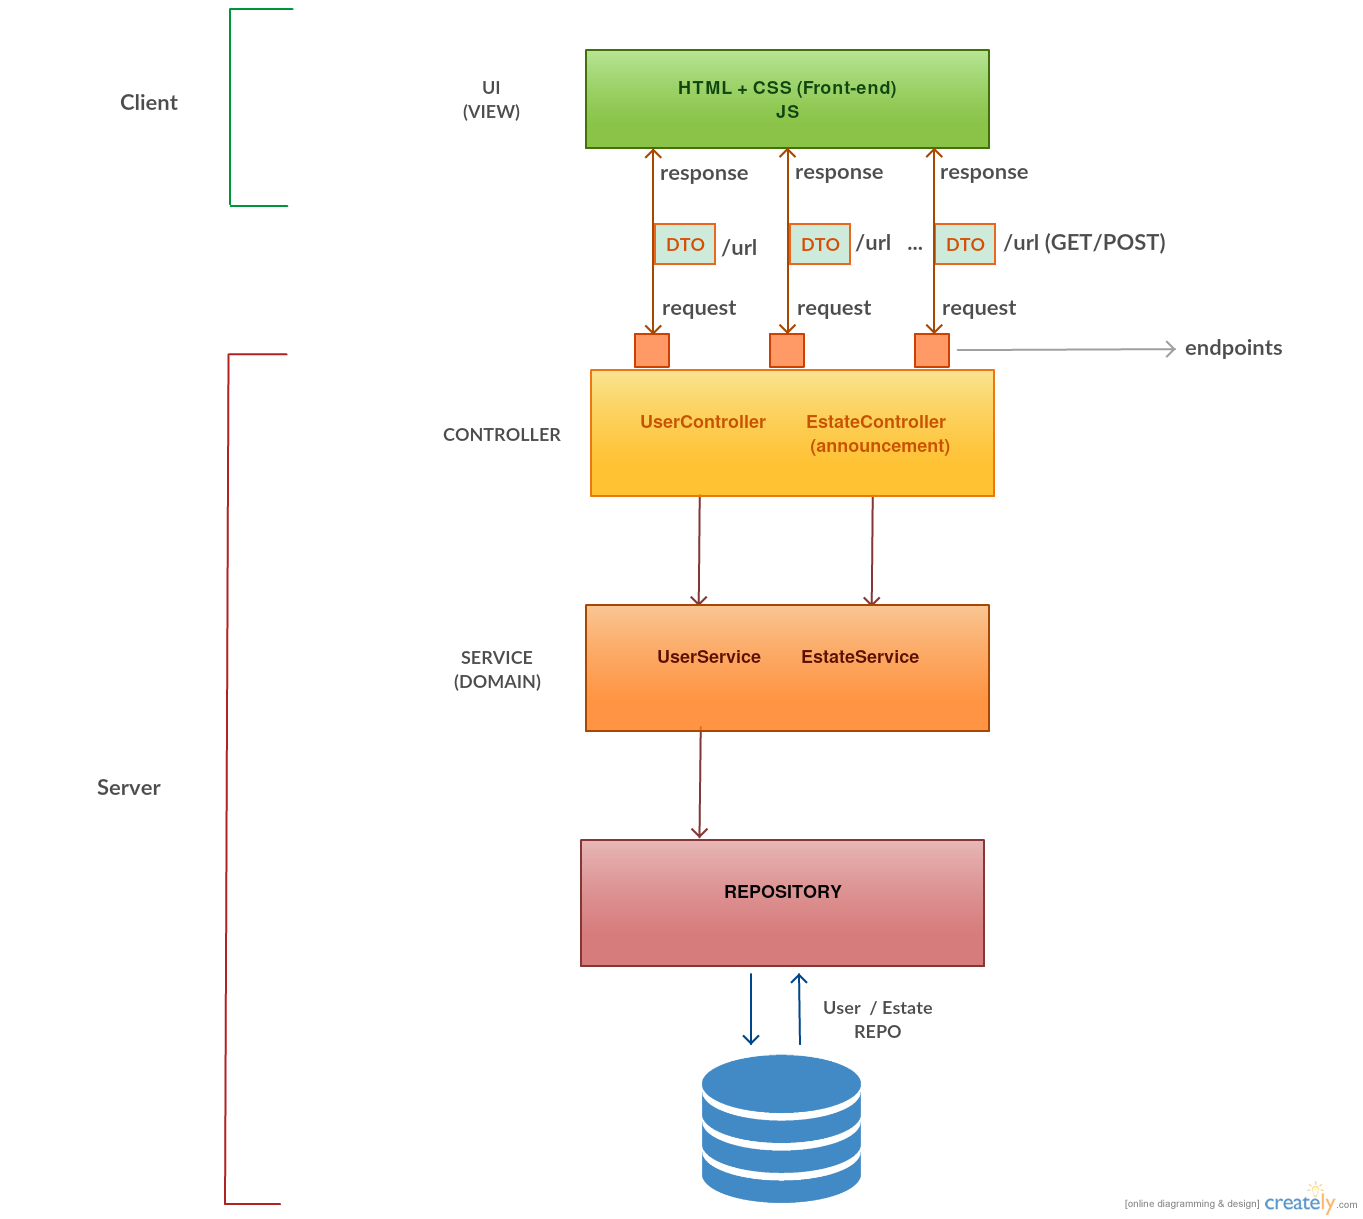 Client
UI
(VIEW)
HTML + CSS (Front-end)
JS
response
response
response
DTO
/url
DTO
/url
...
DTO
/url (GET/POST)
request
request
request
endpoints
CONTROLLER
UserController
EstateController
(announcement)
SERVICE
(DOMAIN)
UserService
EstateService
Server
REPOSITORY
User / Estate
REPO
[online diagramming & design] creately.com